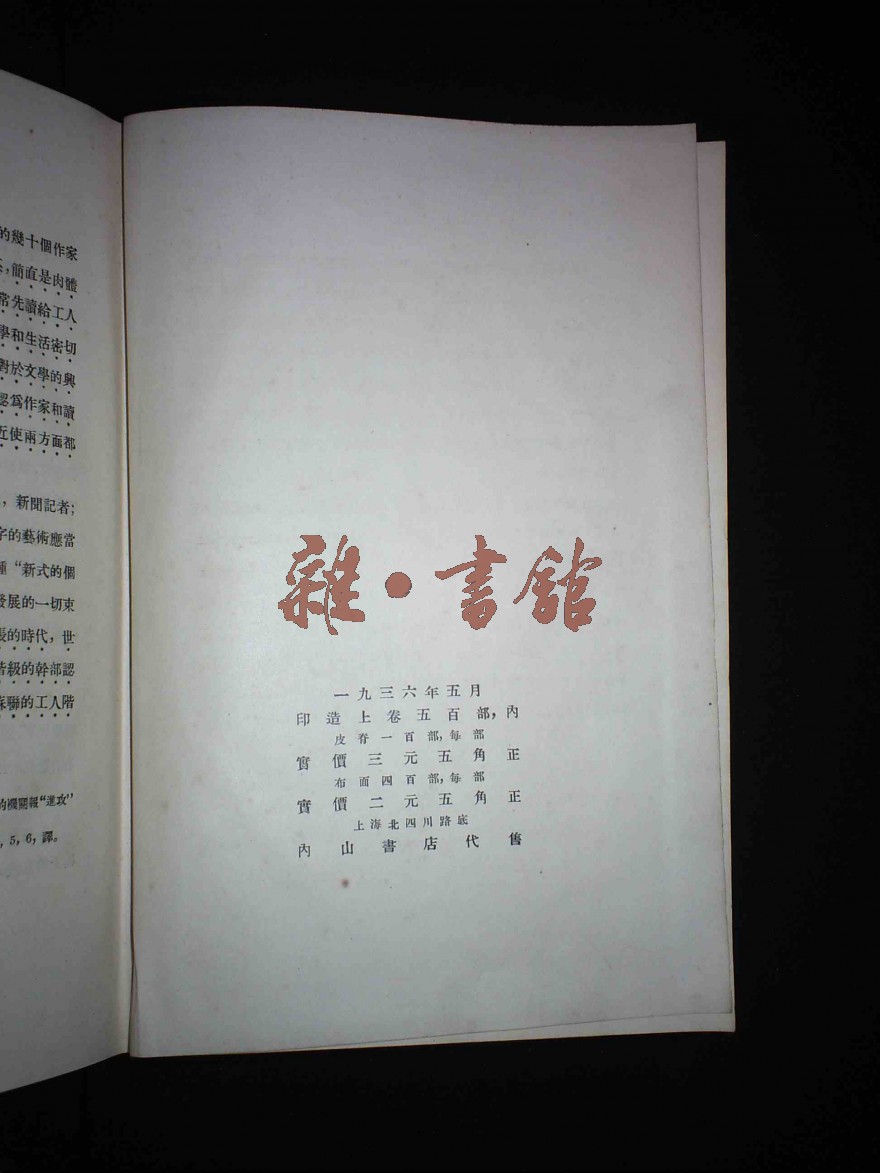 的幾十個作家
，簡直是肉體
常先讀給工人
學和生活密切
對於文學的興
認爲作家和讀
近使兩方面都
，新聞記者；
字的藝術應當
種“新式的個
發展的一切束
長的時代，世
階級的幹部認
蘇聯的工人階
的機關報“進攻”
，5，6，譯。
雜·書館
一九三六年五月
印造上卷五百部，內
皮脊一百部，每部
實價三元五角正
布面四百部，每部
實價二元五角正
上海北四川路底
內山書店代售